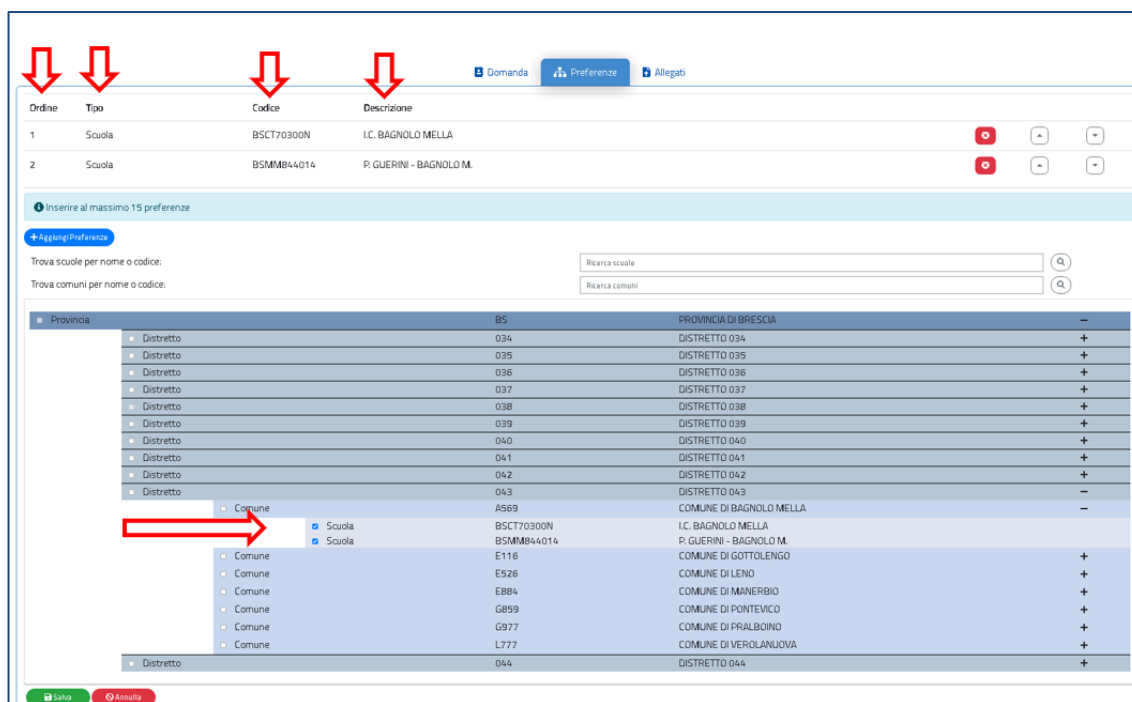 Domanda Preferenze Allegati
Ordine Tipo Codice Descrizione
1 Scuola BSCT70300N I.C. BAGNOLO MELLA
2 Scuola BSMM844014 P. GUERINI - BAGNOLO M.
Inserire al massimo 15 preferenze
+ Aggiungi Preferenze
Trova scuole per nome o codice: Ricerca scuole
Trova comuni per nome o codice: Ricerca comuni
Provincia BS PROVINCIA DI BRESCIA −
Distretto 034 DISTRETTO 034 +
Distretto 035 DISTRETTO 035 +
Distretto 036 DISTRETTO 036 +
Distretto 037 DISTRETTO 037 +
Distretto 038 DISTRETTO 038 +
Distretto 039 DISTRETTO 039 +
Distretto 040 DISTRETTO 040 +
Distretto 041 DISTRETTO 041 +
Distretto 042 DISTRETTO 042 +
Distretto 043 DISTRETTO 043 −
Comune A569 COMUNE DI BAGNOLO MELLA −
Scuola BSCT70300N I.C. BAGNOLO MELLA
Scuola BSMM844014 P. GUERINI - BAGNOLO M.
Comune E116 COMUNE DI GOTTOLENGO +
Comune E526 COMUNE DI LENO +
Comune E884 COMUNE DI MANERBIO +
Comune G859 COMUNE DI PONTEVICO +
Comune G977 COMUNE DI PRALBOINO +
Comune L777 COMUNE DI VEROLANUOVA +
Distretto 044 DISTRETTO 044 +
Salva Annulla